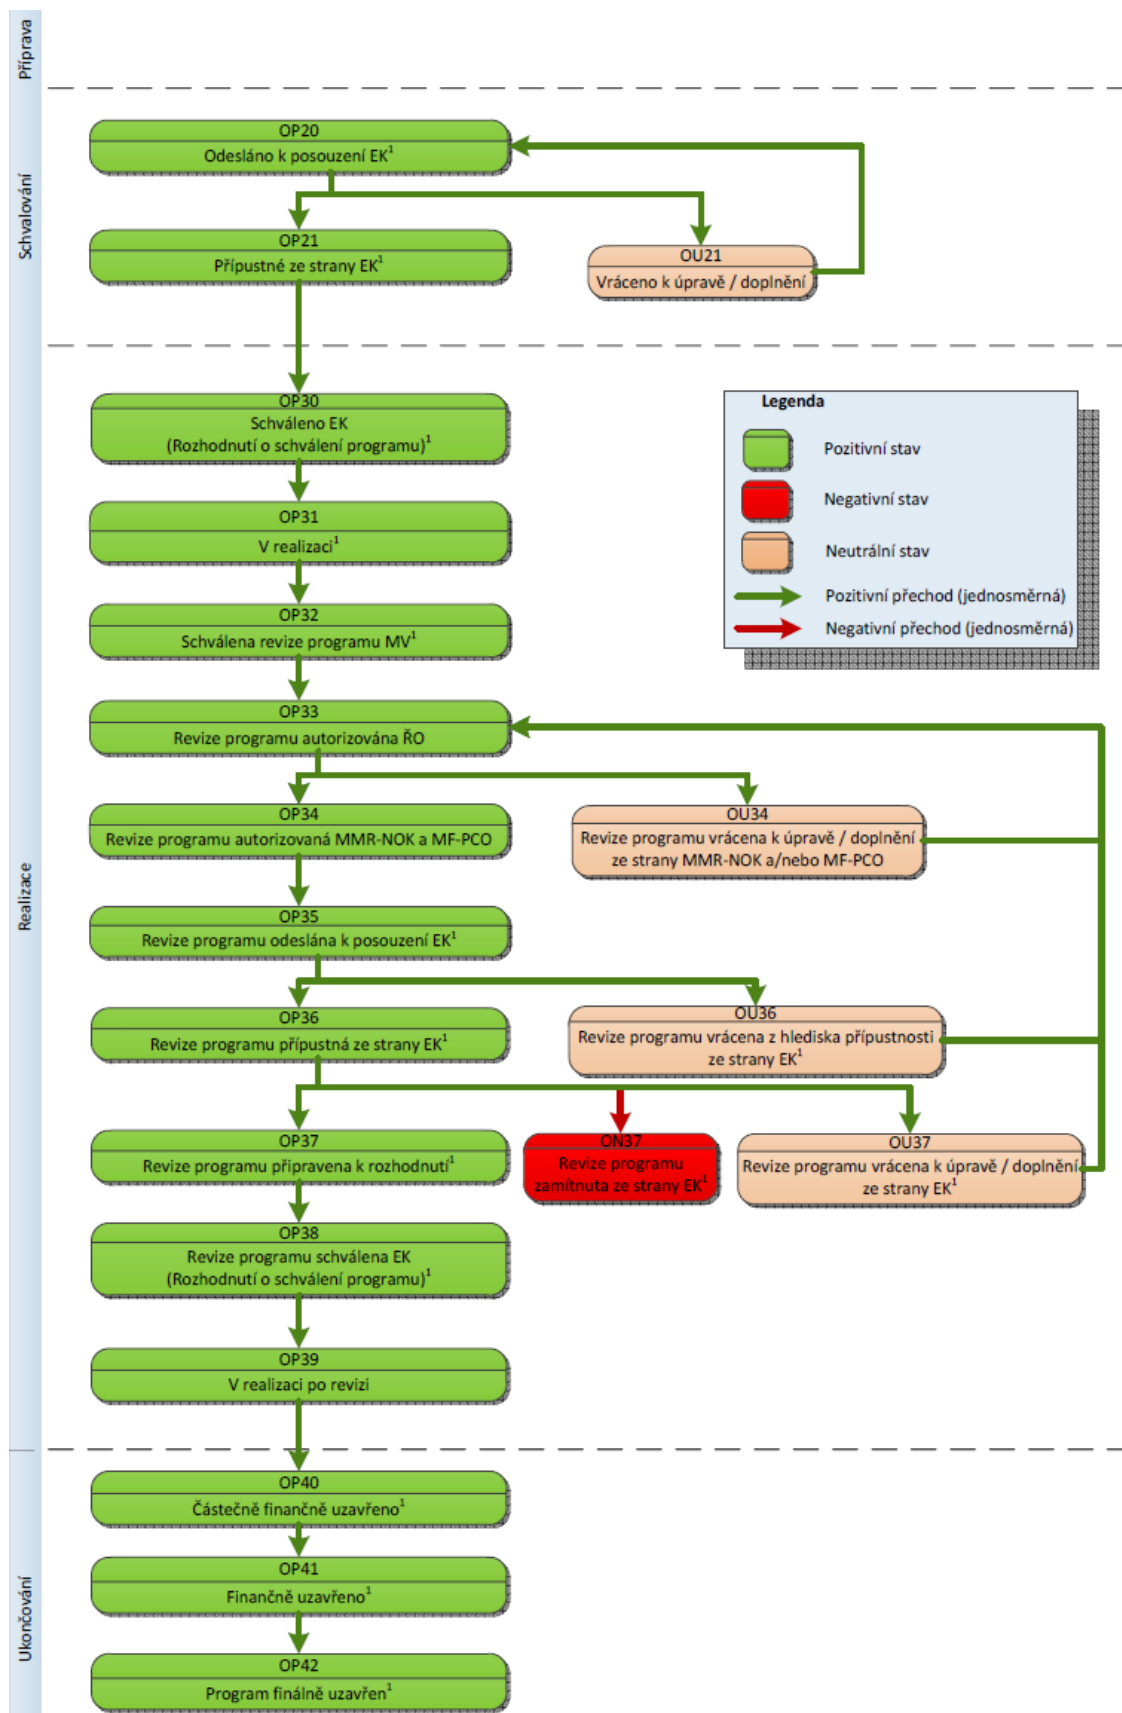 Příprava
Schvalování
OP20
Odesláno k posouzení EK¹
OP21
Přípustné ze strany EK¹
OU21
Vráceno k úpravě / doplnění
Realizace
OP30
Schváleno EK
(Rozhodnutí o schválení programu)¹
Legenda
Pozitivní stav
Negativní stav
Neutrální stav
Pozitivní přechod (jednosměrná)
Negativní přechod (jednosměrná)
OP31
V realizaci¹
OP32
Schválena revize programu MV¹
OP33
Revize programu autorizována ŘO
OP34
Revize programu autorizovaná MMR-NOK a MF-PCO
OU34
Revize programu vrácena k úpravě / doplnění
ze strany MMR-NOK a/nebo MF-PCO
OP35
Revize programu odeslána k posouzení EK¹
OP36
Revize programu přípustná ze strany EK¹
OU36
Revize programu vrácena z hlediska přípustnosti
ze strany EK¹
OP37
Revize programu připravena k rozhodnutí¹
ON37
Revize programu
zamítnuta ze strany EK¹
OU37
Revize programu vrácena k úpravě / doplnění
ze strany EK¹
OP38
Revize programu schválena EK
(Rozhodnutí o schválení programu)¹
OP39
V realizaci po revizi
Ukončování
OP40
Částečně finančně uzavřeno¹
OP41
Finančně uzavřeno¹
OP42
Program finálně uzavřen¹